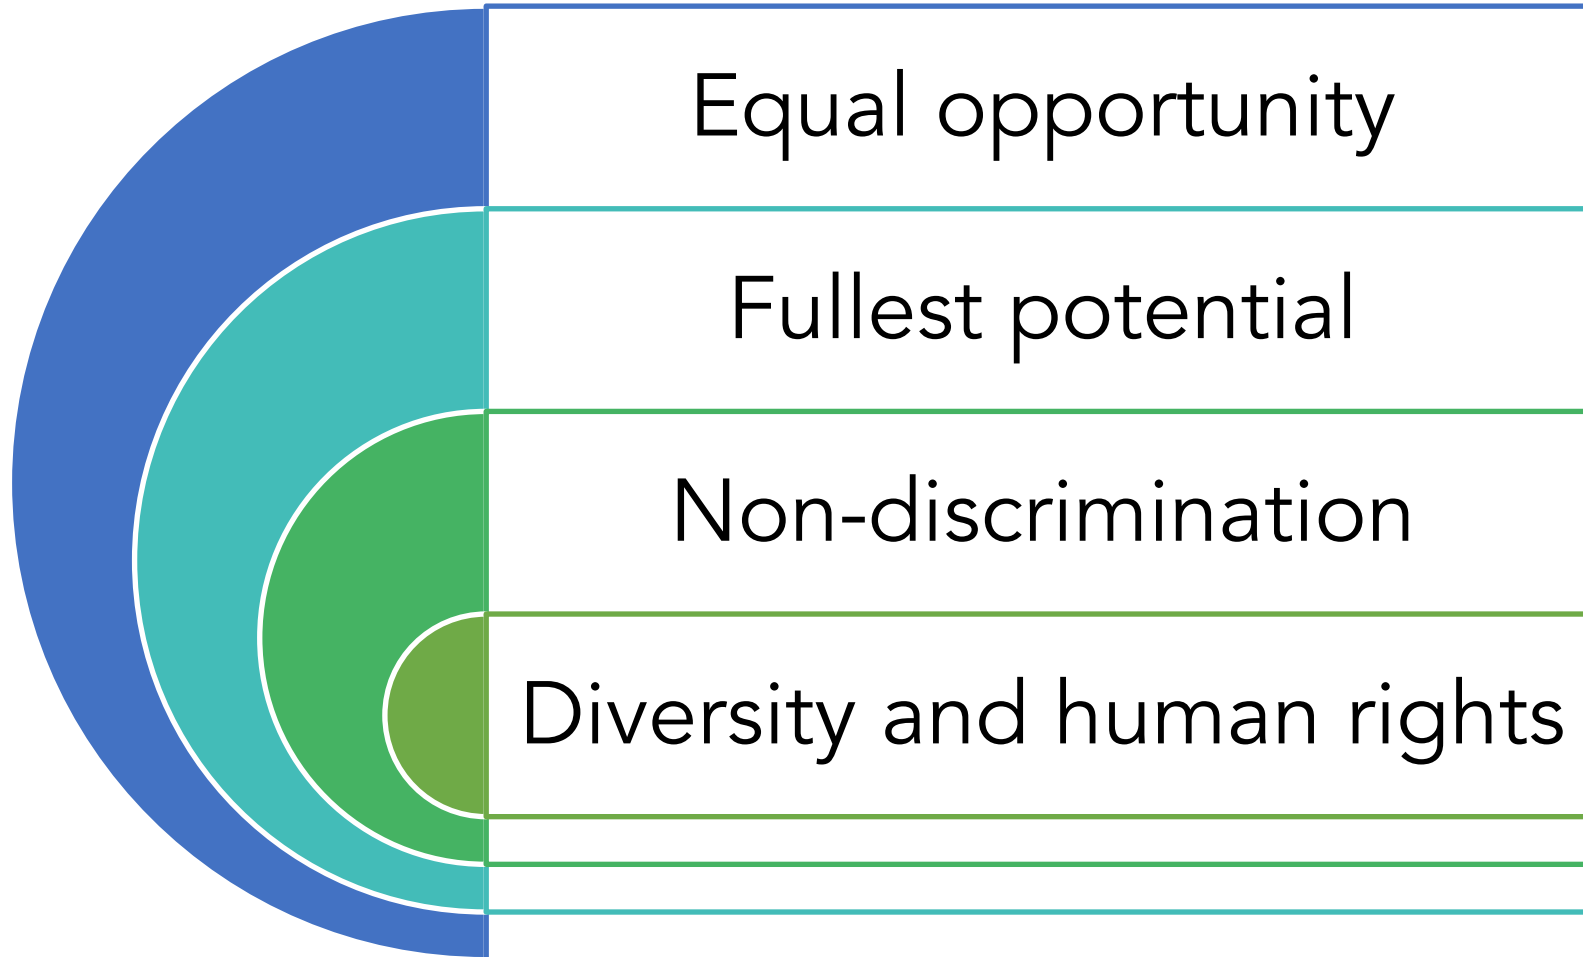 Equal opportunity
Fullest potential
Non-discrimination
Diversity and human rights